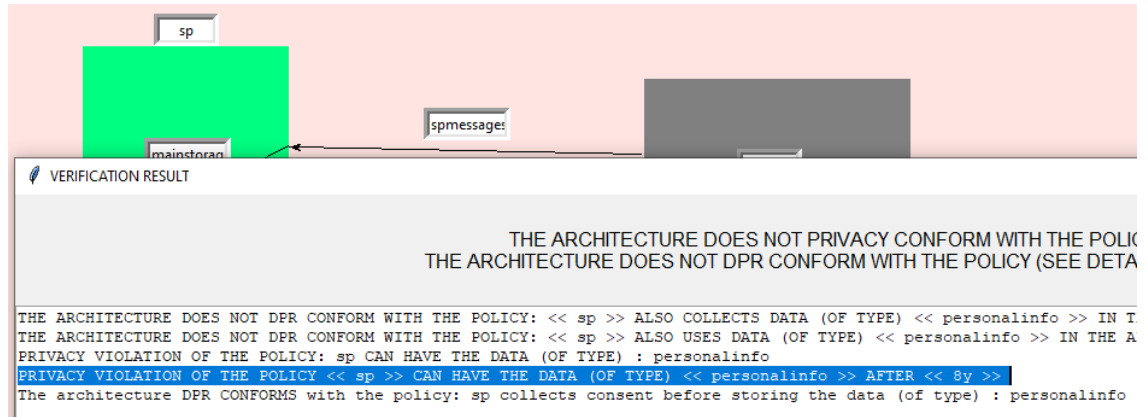 sp
spmessages
mainstorag
VERIFICATION RESULT
THE ARCHITECTURE DOES NOT PRIVACY CONFORM WITH THE POLIC
THE ARCHITECTURE DOES NOT DPR CONFORM WITH THE POLICY (SEE DETA
THE ARCHITECTURE DOES NOT DPR CONFORM WITH THE POLICY: << sp >> ALSO COLLECTS DATA (OF TYPE) << personalinfo >> IN TA
THE ARCHITECTURE DOES NOT DPR CONFORM WITH THE POLICY: << sp >> ALSO USES DATA (OF TYPE) << personalinfo >> IN THE A
PRIVACY VIOLATION OF THE POLICY: sp CAN HAVE THE DATA (OF TYPE) : personalinfo
PRIVACY VIOLATION OF THE POLICY << sp >> CAN HAVE THE DATA (OF TYPE) << personalinfo >> AFTER << 8y >>
The architecture DPR CONFORMS with the policy: sp collects consent before storing the data (of type) : personalinfo